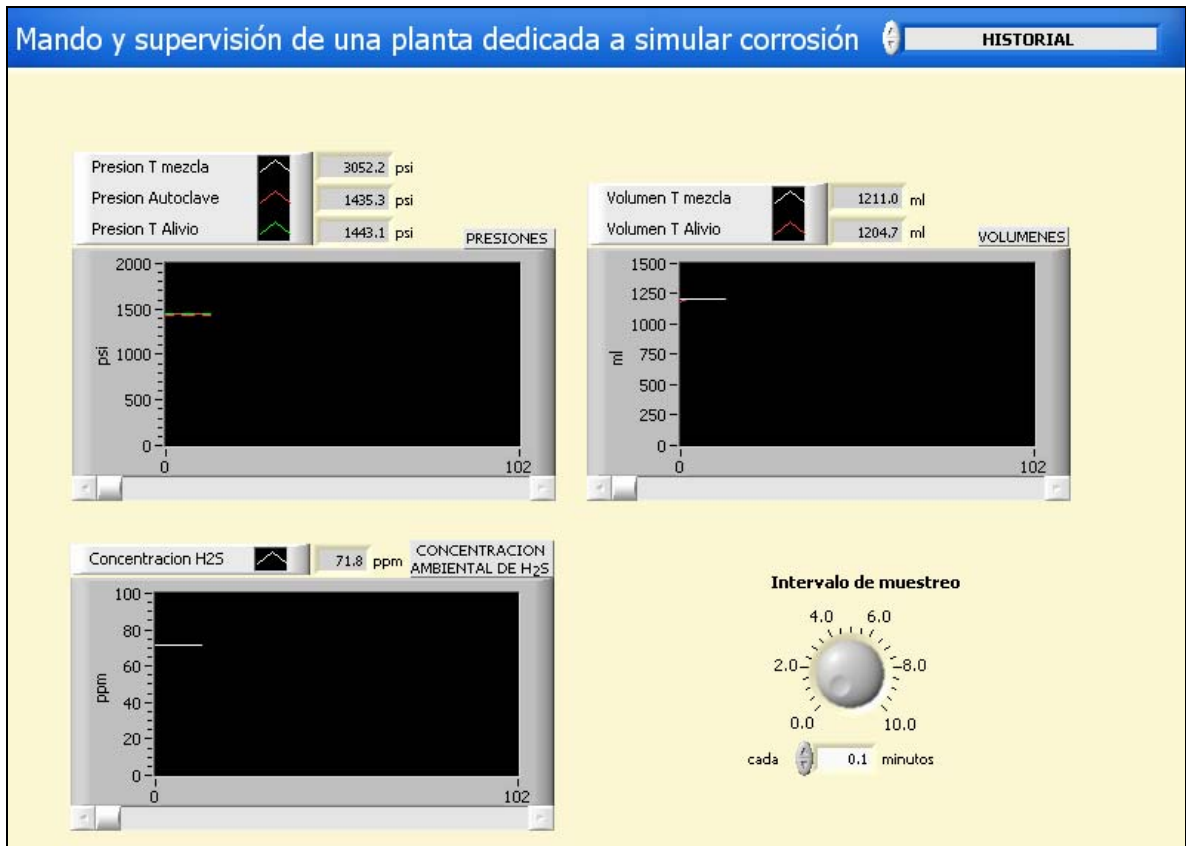 Mando y supervisión de una planta dedicada a simular corrosión
HISTORIAL
Presion T mezcla 3052.2 psi
Presion Autoclave 1435.3 psi
Presion T Alivio 1443.1 psi
PRESIONES
2000
1500
1000
500
0
psi
0 102
Volumen T mezcla 1211.0 ml
Volumen T Alivio 1204.7 ml
VOLUMENES
1500
1250
1000
750
500
250
0
ml
0 102
Concentracion H2S 71.8 ppm
CONCENTRACION
AMBIENTAL DE H2S
100
80
60
40
20
0
ppm
0 102
Intervalo de muestreo
4.0 6.0
2.0 8.0
0.0 10.0
cada 0.1 minutos